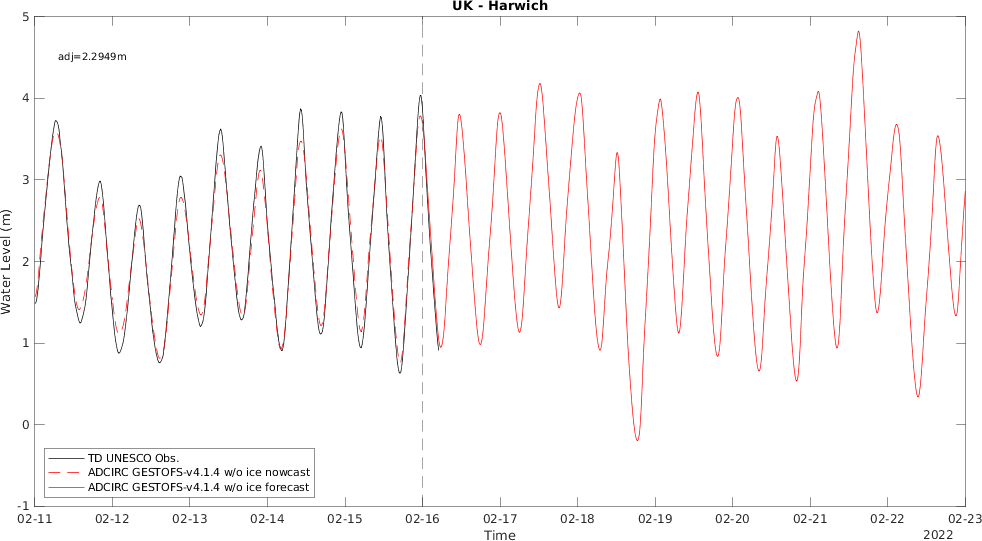 UK - Harwich
adj=2.2949m
5
4
3
2
1
0
-1
Water Level (m)
TD UNESCO Obs.
ADCIRC GESTOFS-v4.1.4 w/o ice nowcast
ADCIRC GESTOFS-v4.1.4 w/o ice forecast
02-11 02-12 02-13 02-14 02-15 02-16 02-17 02-18 02-19 02-20 02-21 02-22 02-23
Time
2022